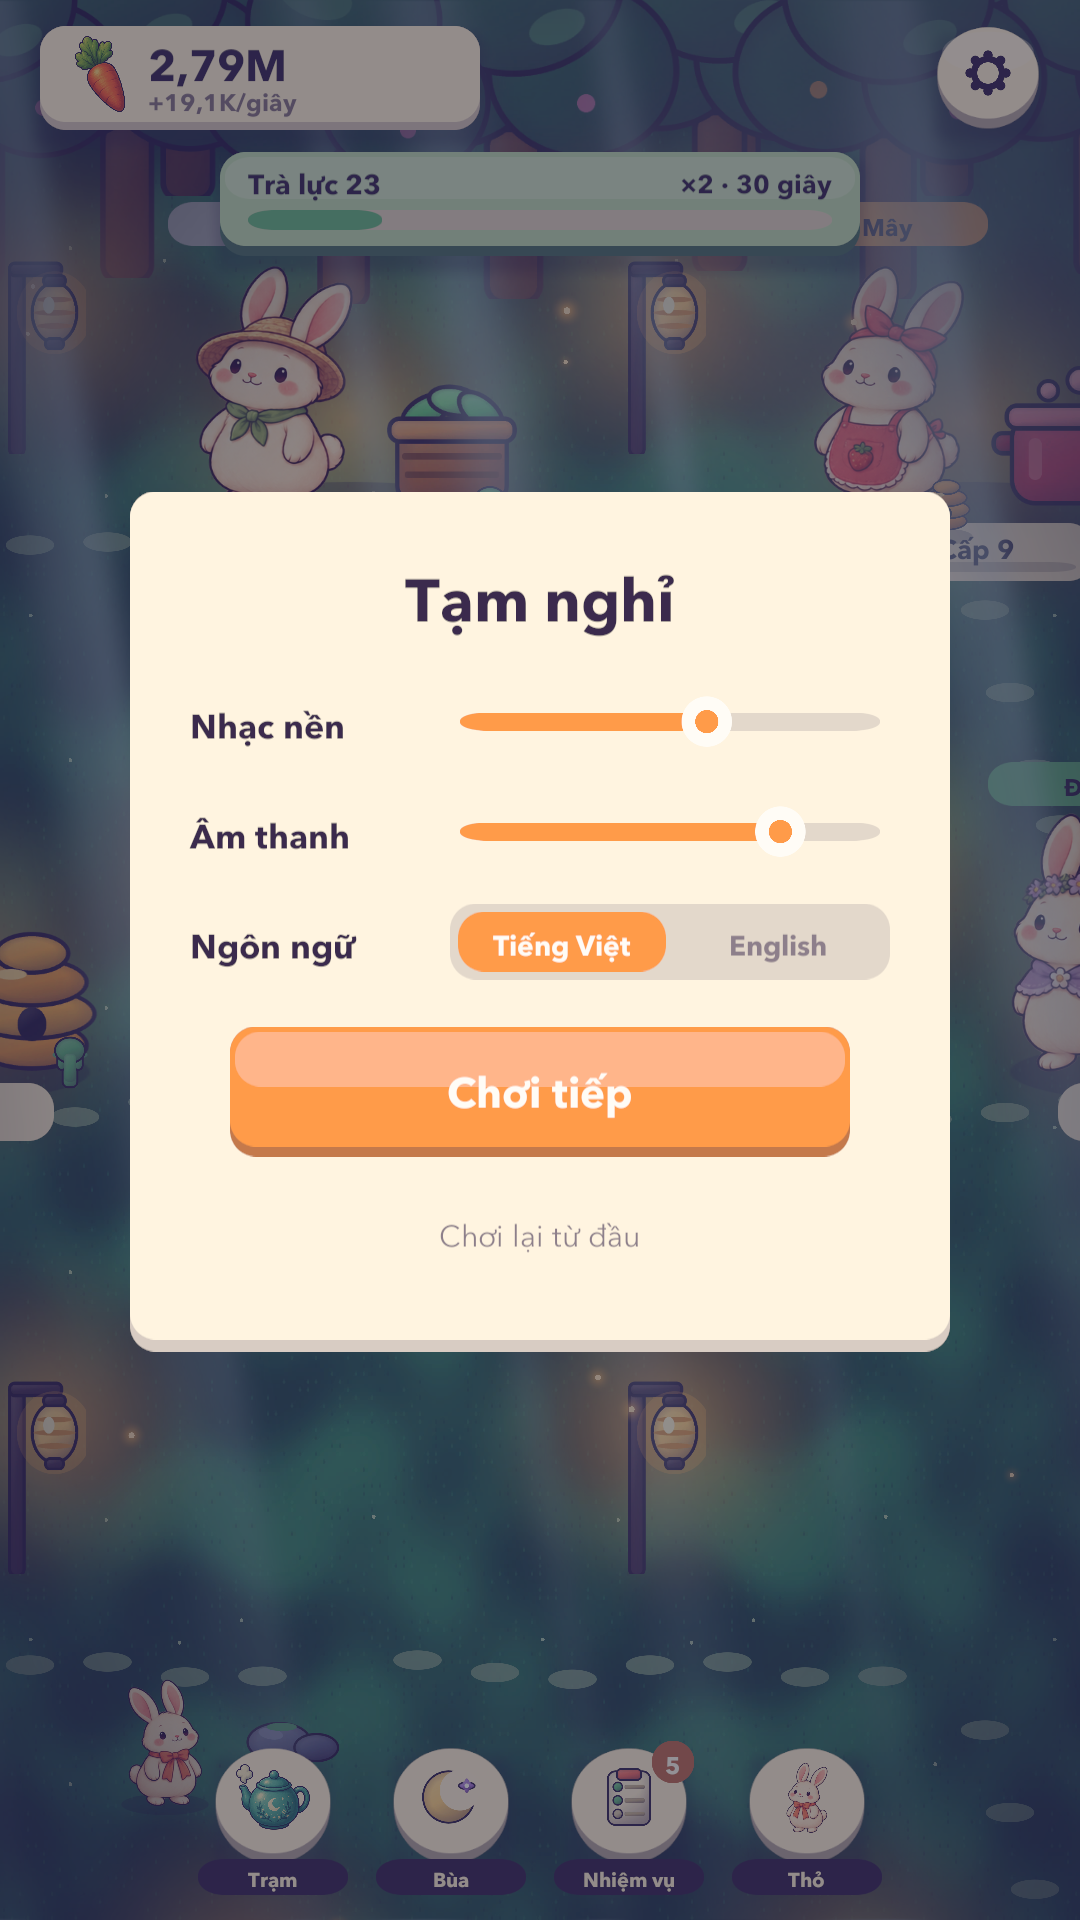 2,79M
+19,1K/giây
Trà lực 23
×2 · 30 giây
Mây
Cấp 9
Tạm nghỉ
Nhạc nền
Âm thanh
Ngôn ngữ
Tiếng Việt
English
Chơi tiếp
Chơi lại từ đầu
5
Trạm
Bùa
Nhiệm vụ
Thỏ